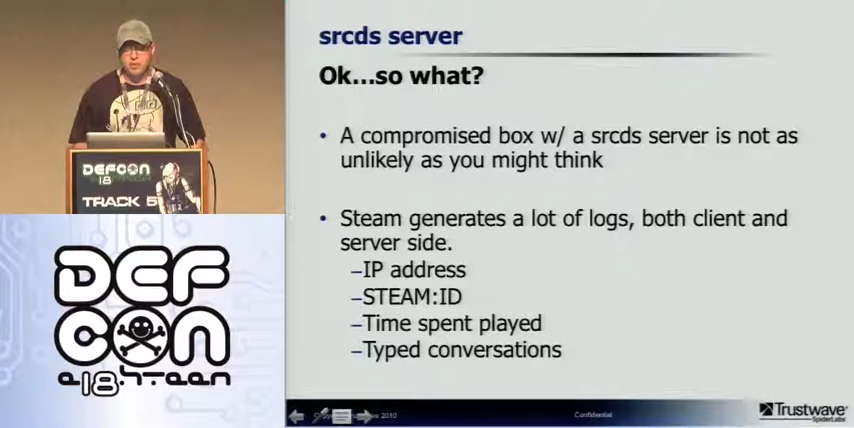 srcds server
Ok...so what?
• A compromised box w/ a srcds server is not as
unlikely as you might think
• Steam generates a lot of logs, both client and
server side.
–IP address
–STEAM:ID
–Time spent played
–Typed conversations
2010
Confidential
Trustwave
SpiderLabs
DEFCON
18
TRACK 5
DEF
CON
e18hteen